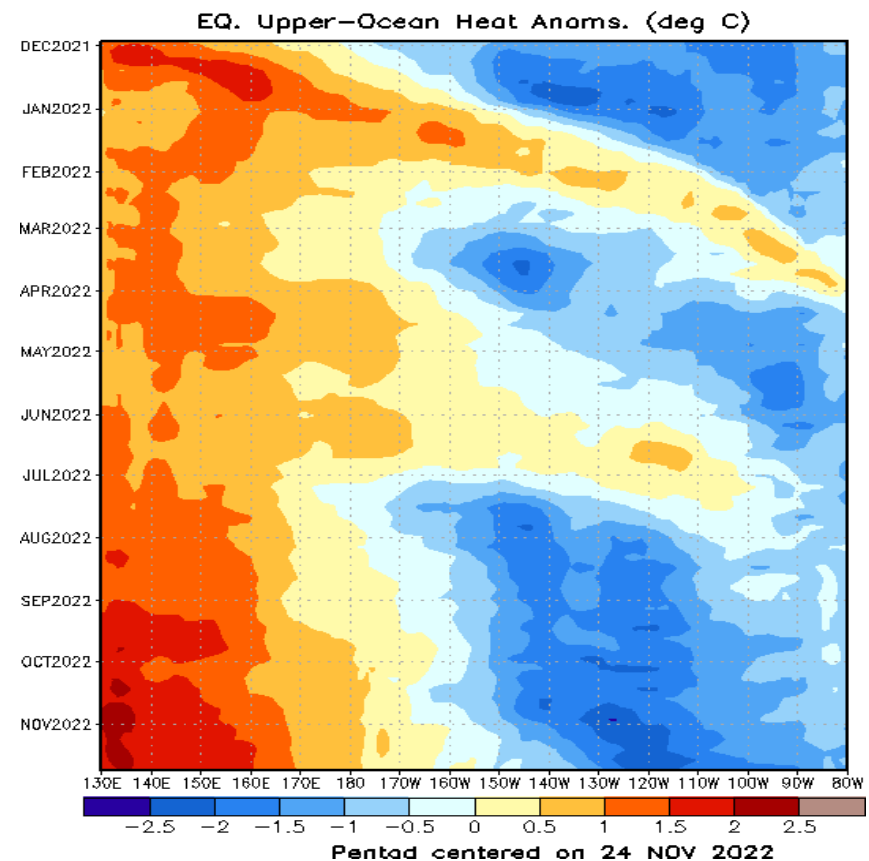 EQ. Upper-Ocean Heat Anoms. (deg C)
DEC2021
JAN2022
FEB2022
MAR2022
APR2022
MAY2022
JUN2022
JUL2022
AUG2022
SEP2022
OCT2022
NOV2022
130E 140E 150E 160E 170E 180 170W 160W 150W 140W 130W 120W 110W 100W 90W 80W
-2.5 -2 -1.5 -1 -0.5 0 0.5 1 1.5 2 2.5
Pentad centered on 24 NOV 2022